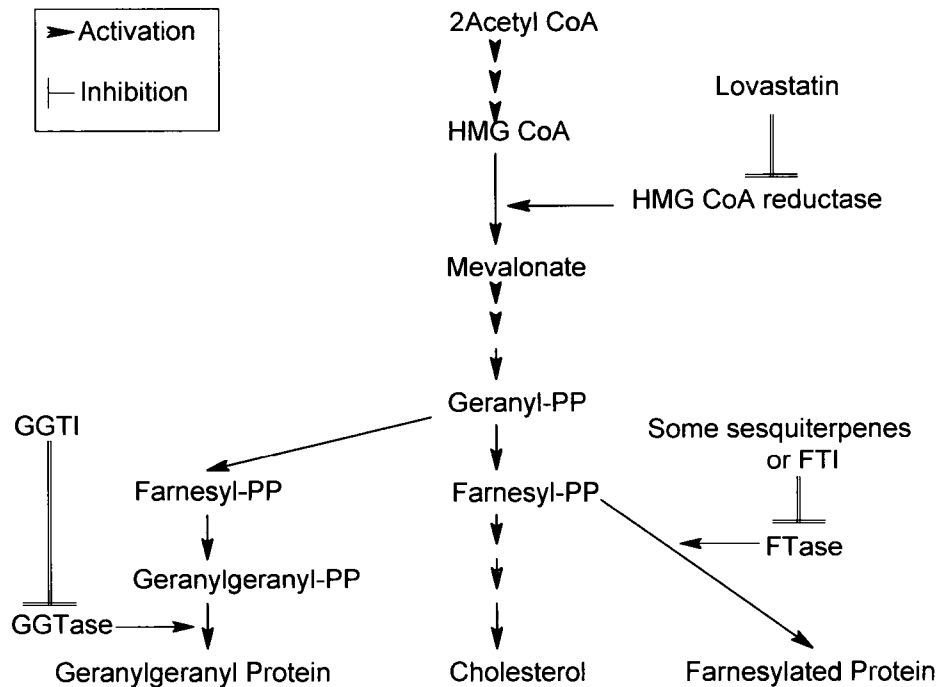 2Acetyl CoA
Activation
Inhibition
Lovastatin
HMG CoA
HMG CoA reductase
Mevalonate
Geranyl-PP
GGTI
Some sesquiterpenes
or FTI
Farnesyl-PP
Farnesyl-PP
FTase
Geranylgeranyl-PP
GGTase
Geranylgeranyl Protein
Cholesterol
Farnesylated Protein